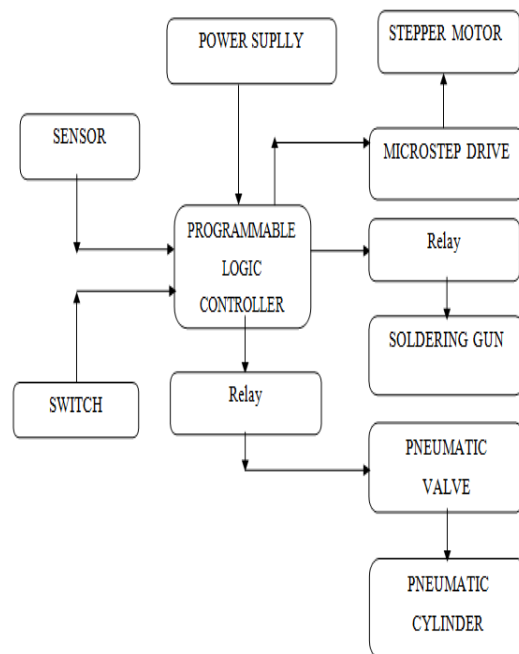 POWER SUPLLY
STEPPER MOTOR
SENSOR
MICROSTEP DRIVE
PROGRAMMABLE
LOGIC
CONTROLLER
Relay
SOLDERING GUN
SWITCH
Relay
PNEUMATIC
VALVE
PNEUMATIC
CYLINDER